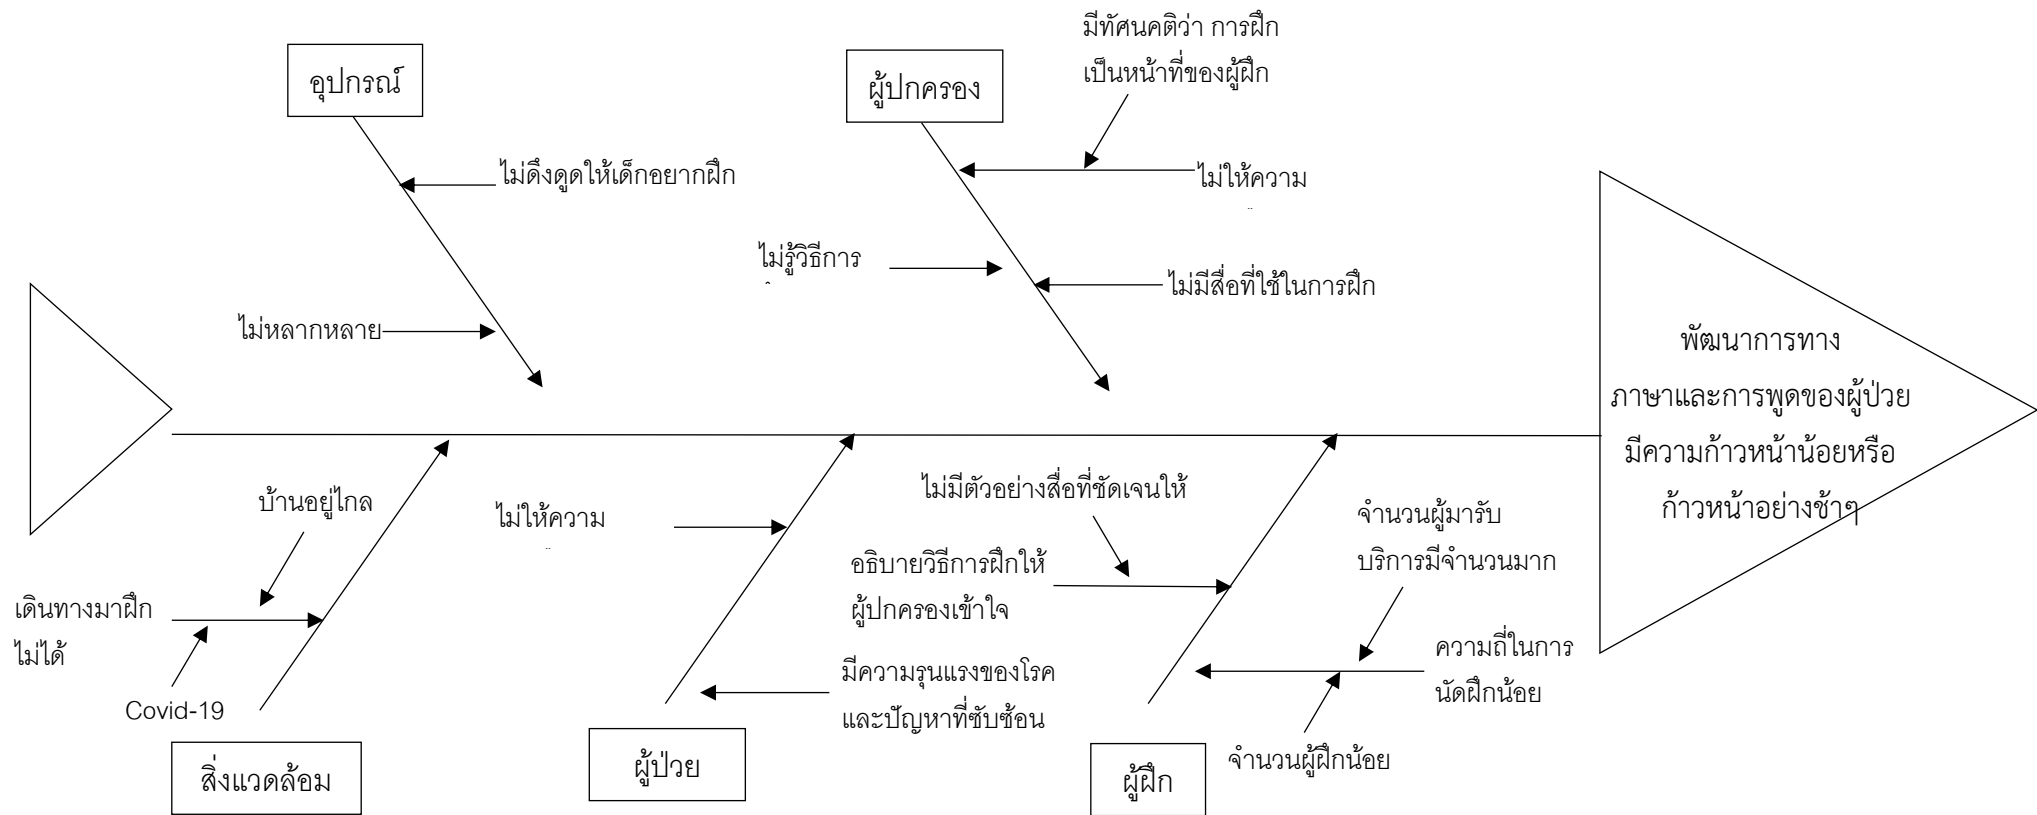 อุปกรณ์
ไม่ดึงดูดให้เด็กอยากฝึก
ไม่หลากหลาย
ผู้ปกครอง
มีทัศนคติว่า การฝึก
เป็นหน้าที่ของผู้ฝึก
ไม่ให้ความ
ไม่รู้วิธีการ
ไม่มีสื่อที่ใช้ในการฝึก
พัฒนาการทาง
ภาษาและการพูดของผู้ป่วย
มีความก้าวหน้าน้อยหรือ
ก้าวหน้าอย่างช้าๆ
บ้านอยู่ไกล
เดินทางมาฝึก
ไม่ได้
Covid-19
สิ่งแวดล้อม
ไม่ให้ความ
มีความรุนแรงของโรค
และปัญหาที่ซับซ้อน
ผู้ป่วย
ไม่มีตัวอย่างสื่อที่ชัดเจนให้
อธิบายวิธีการฝึกให้
ผู้ปกครองเข้าใจ
จำนวนผู้มารับ
บริการมีจำนวนมาก
ความถี่ในการ
นัดฝึกน้อย
จำนวนผู้ฝึกน้อย
ผู้ฝึก